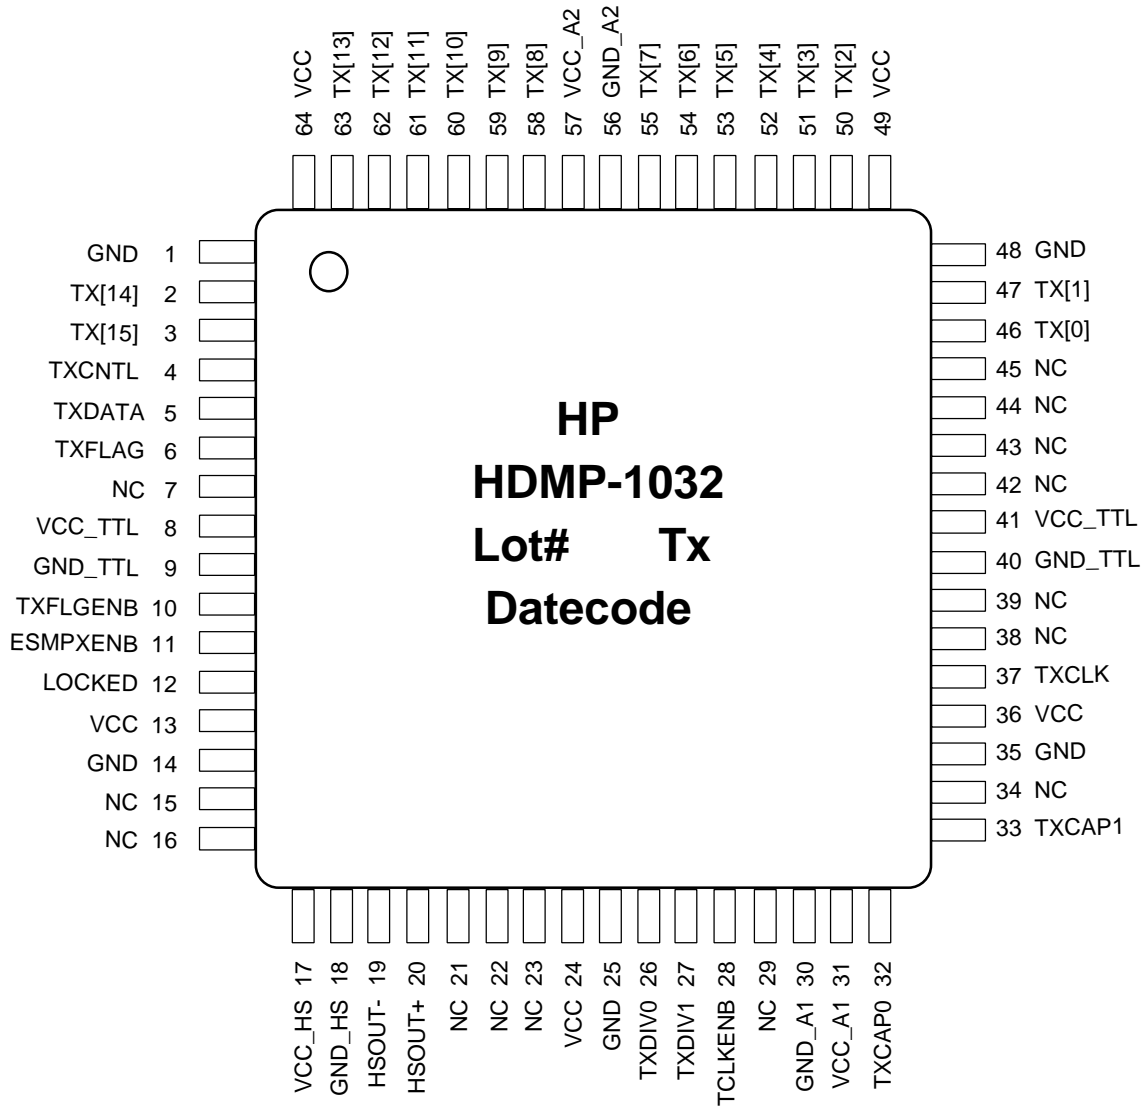 64 VCC
63 TX[13]
62 TX[12]
61 TX[11]
60 TX[10]
59 TX[9]
58 TX[8]
57 VCC_A2
56 GND_A2
55 TX[7]
54 TX[6]
53 TX[5]
52 TX[4]
51 TX[3]
50 TX[2]
49 VCC
GND 1
TX[14] 2
TX[15] 3
TXCNTL 4
TXDATA 5
TXFLAG 6
NC 7
VCC_TTL 8
GND_TTL 9
TXFLGENB 10
ESMPXENB 11
LOCKED 12
VCC 13
GND 14
NC 15
NC 16
HP
HDMP-1032
Lot# Tx
Datecode
48 GND
47 TX[1]
46 TX[0]
45 NC
44 NC
43 NC
42 NC
41 VCC_TTL
40 GND_TTL
39 NC
38 NC
37 TXCLK
36 VCC
35 GND
34 NC
33 TXCAP1
VCC_HS 17
GND_HS 18
HSOUT- 19
HSOUT+ 20
NC 21
NC 22
NC 23
VCC 24
GND 25
TXDIV0 26
TXDIV1 27
TCLKENB 28
NC 29
GND_A1 30
VCC_A1 31
TXCAP0 32